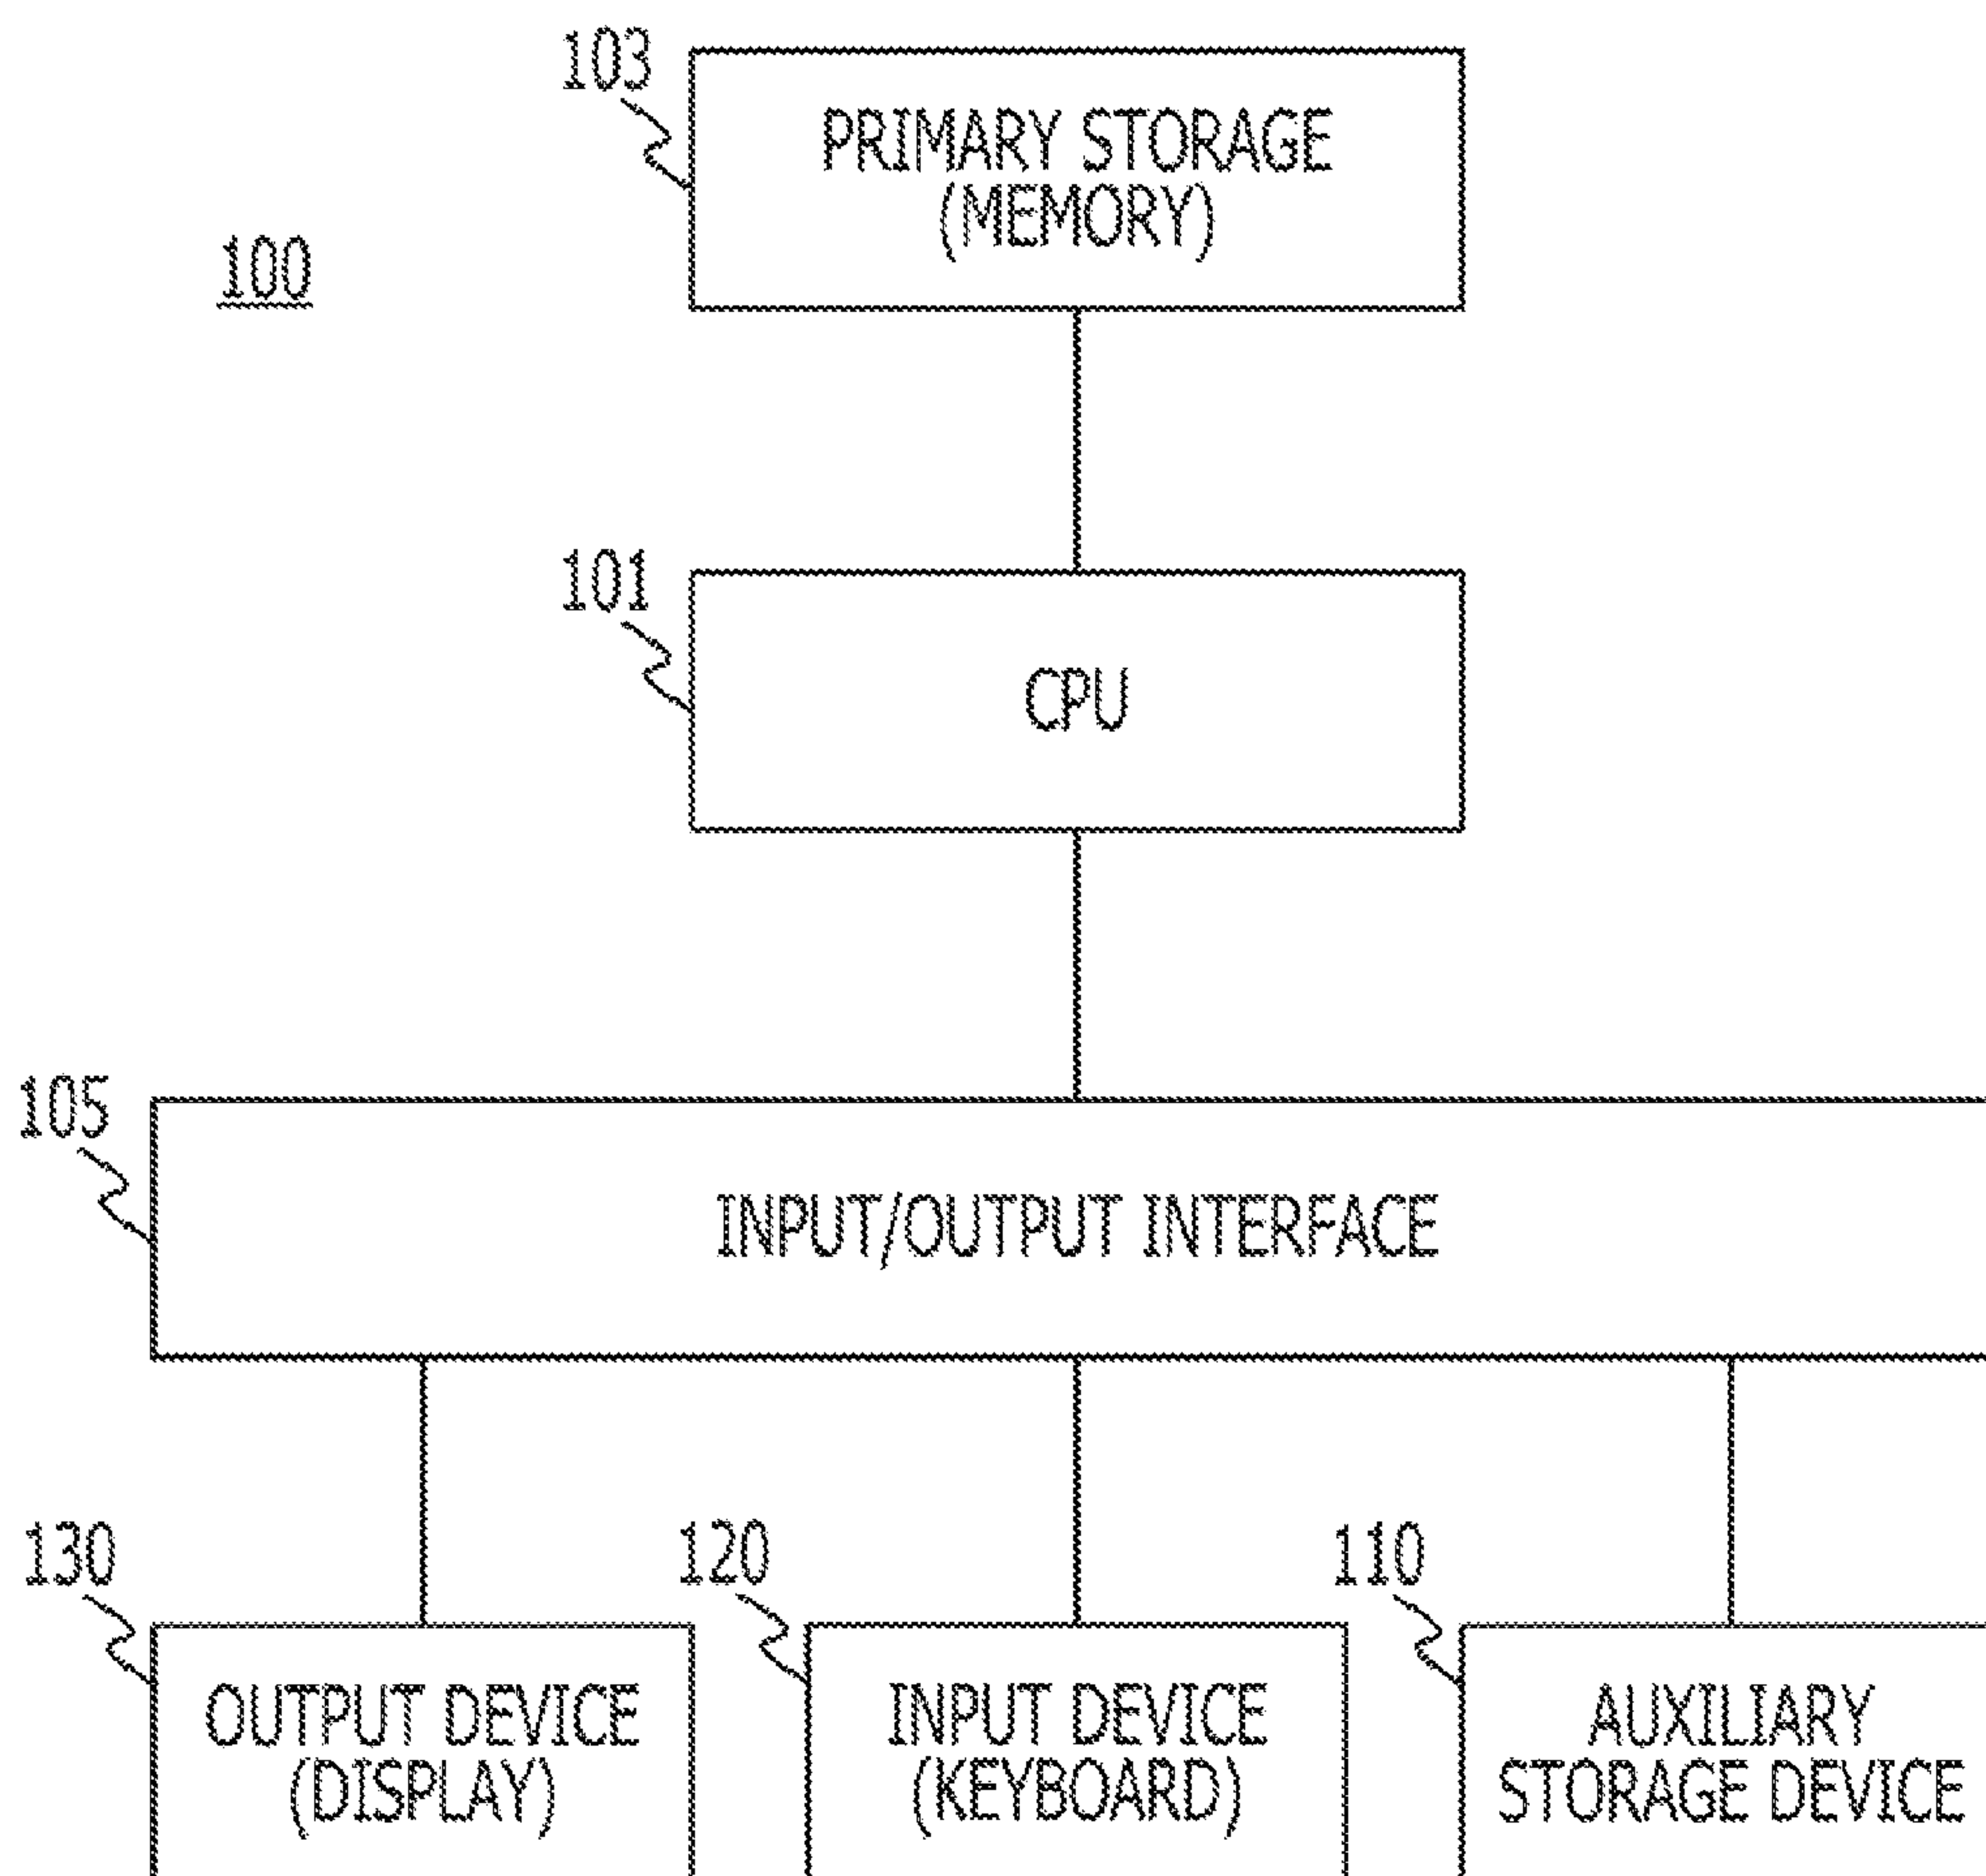 103
PRIMARY STORAGE
(MEMORY)
100
101
CPU
105
INPUT/OUTPUT INTERFACE
130
120
110
OUTPUT DEVICE
(DISPLAY)
INPUT DEVICE
(KEYBOARD)
AUXILIARY
STORAGE DEVICE